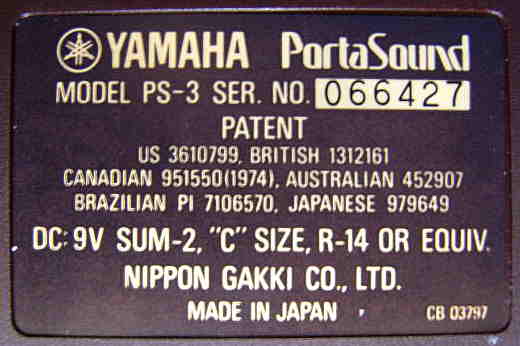 YAMAHA PortaSound
MODEL PS-3 SER. NO. 066427
PATENT
US 3610799, BRITISH 1312161
CANADIAN 951550(1974), AUSTRALIAN 452907
BRAZILIAN PI 7106570, JAPANESE 979649
DC: 9V SUM-2, "C" SIZE, R-14 OR EQUIV.
NIPPON GAKKI CO., LTD.
MADE IN JAPAN CB 03797